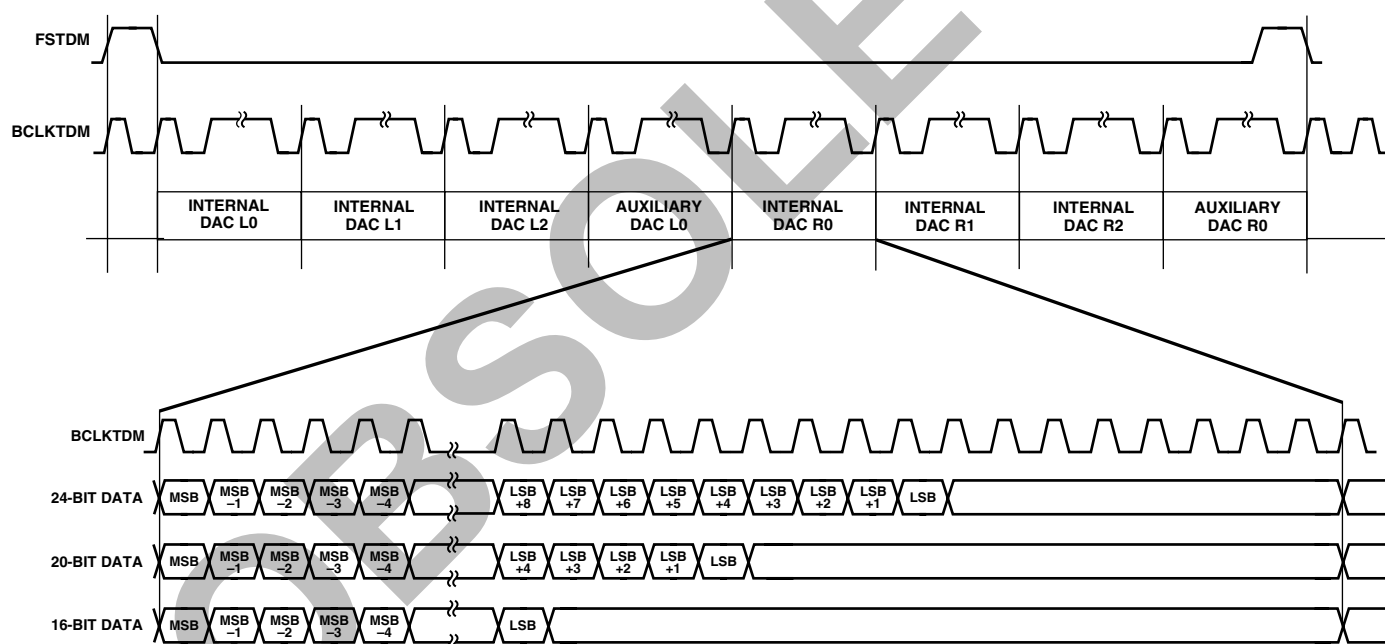 FSTDM
BCLKTDM
INTERNAL
DAC L0
INTERNAL
DAC L1
INTERNAL
DAC L2
AUXILIARY
DAC L0
INTERNAL
DAC R0
INTERNAL
DAC R1
INTERNAL
DAC R2
AUXILIARY
DAC R0
BCLKTDM
24-BIT DATA
MSB
MSB
–1
MSB
–2
MSB
–3
MSB
–4
LSB
+8
LSB
+7
LSB
+6
LSB
+5
LSB
+4
LSB
+3
LSB
+2
LSB
+1
LSB
20-BIT DATA
MSB
MSB
–1
MSB
–2
MSB
–3
MSB
–4
LSB
+4
LSB
+3
LSB
+2
LSB
+1
LSB
16-BIT DATA
MSB
MSB
–1
MSB
–2
MSB
–3
MSB
–4
LSB
OBSOLE